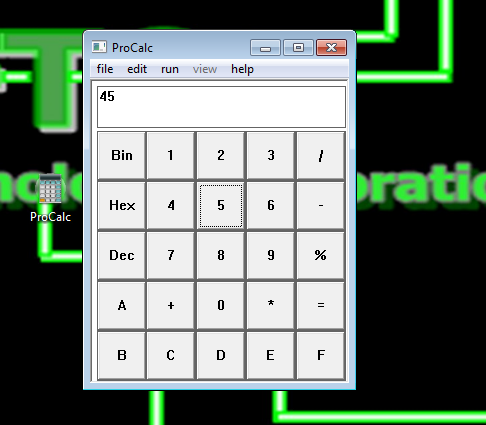 ProCalc
file edit run view help
45
Bin 1 2 3 /
Hex 4 5 6 -
Dec 7 8 9 %
A + 0 * =
B C D E F
ProCalc